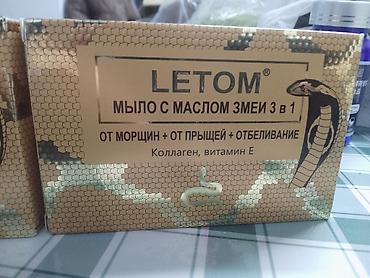 LETOM®
МЫЛО С МАСЛОМ ЗМЕИ 3 в 1
ОТ МОРЩИН + ОТ ПРЫЩЕЙ + ОТБЕЛИВАНИЕ
Коллаген, витамин Е